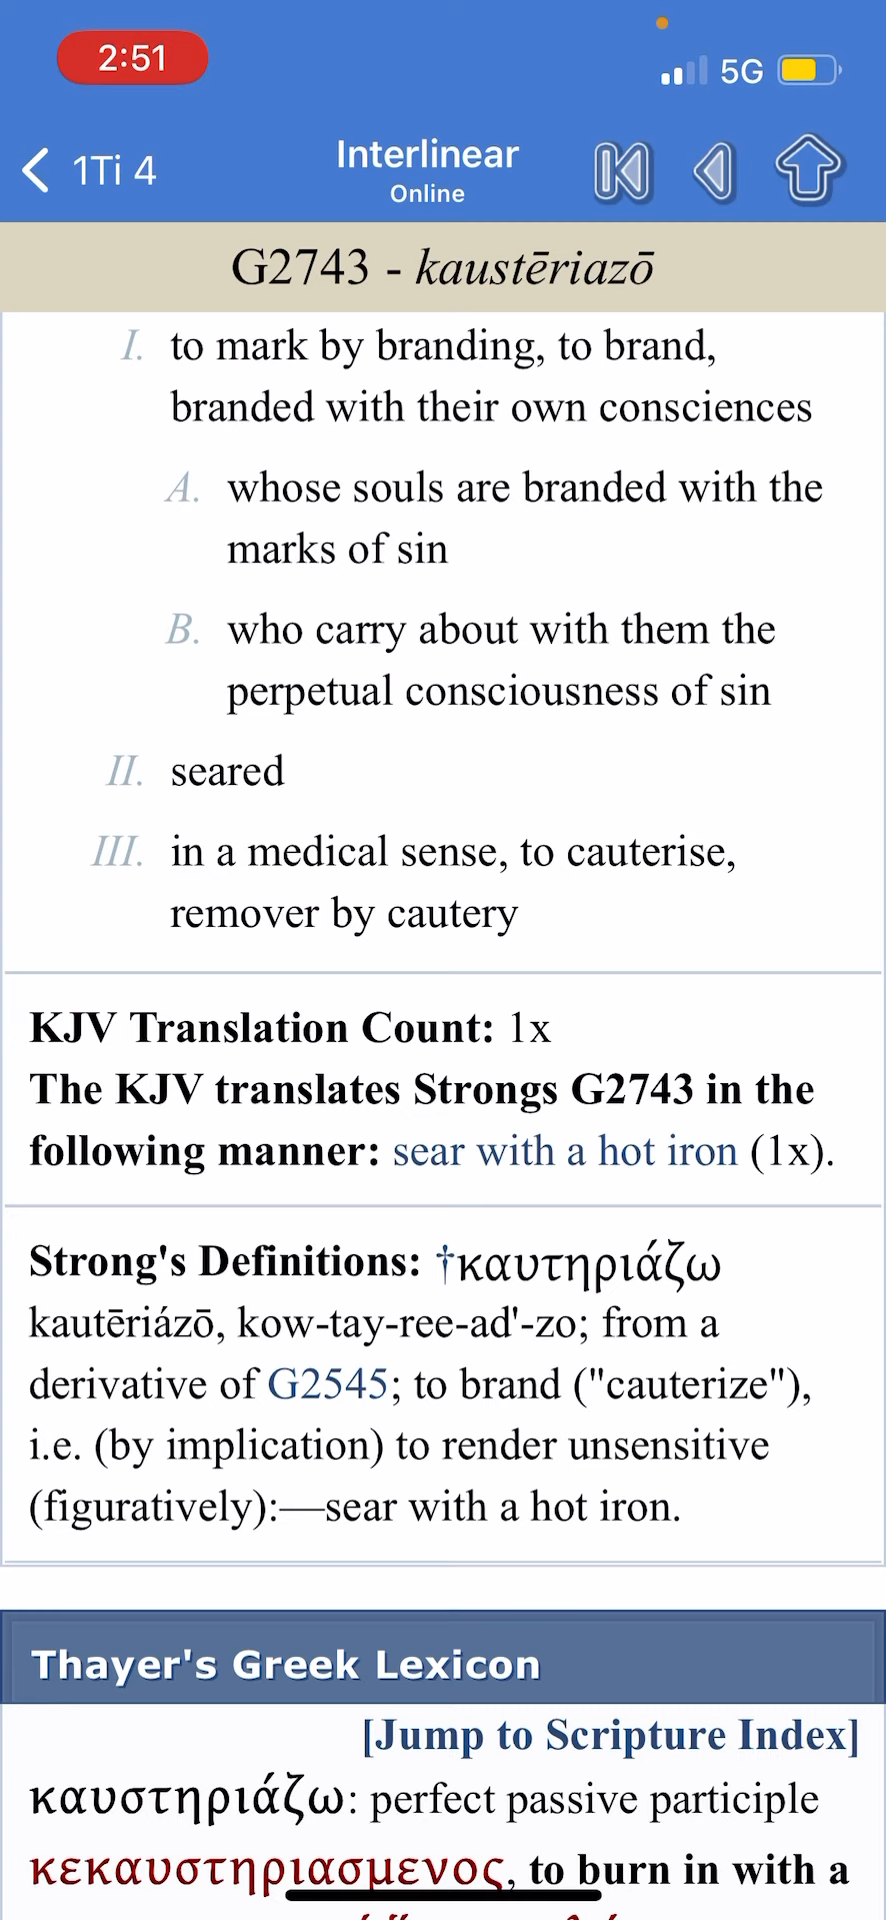 2:51
5G
1Ti 4
Interlinear
Online
G2743 - kaustēriazō
I. to mark by branding, to brand,
branded with their own consciences
A. whose souls are branded with the
marks of sin
B. who carry about with them the
perpetual consciousness of sin
II. seared
III. in a medical sense, to cauterise,
remover by cautery
KJV Translation Count: 1x
The KJV translates Strongs G2743 in the
following manner: sear with a hot iron (1x).
Strong's Definitions: †καυτηριάζω
kautēriázō, kow-tay-ree-ad'-zo; from a
derivative of G2545; to brand ("cauterize"),
i.e. (by implication) to render unsensitive
(figuratively):—sear with a hot iron.
Thayer's Greek Lexicon
[Jump to Scripture Index]
καυστηριάζω: perfect passive participle
κεκαυστηριασμενος, to burn in with a